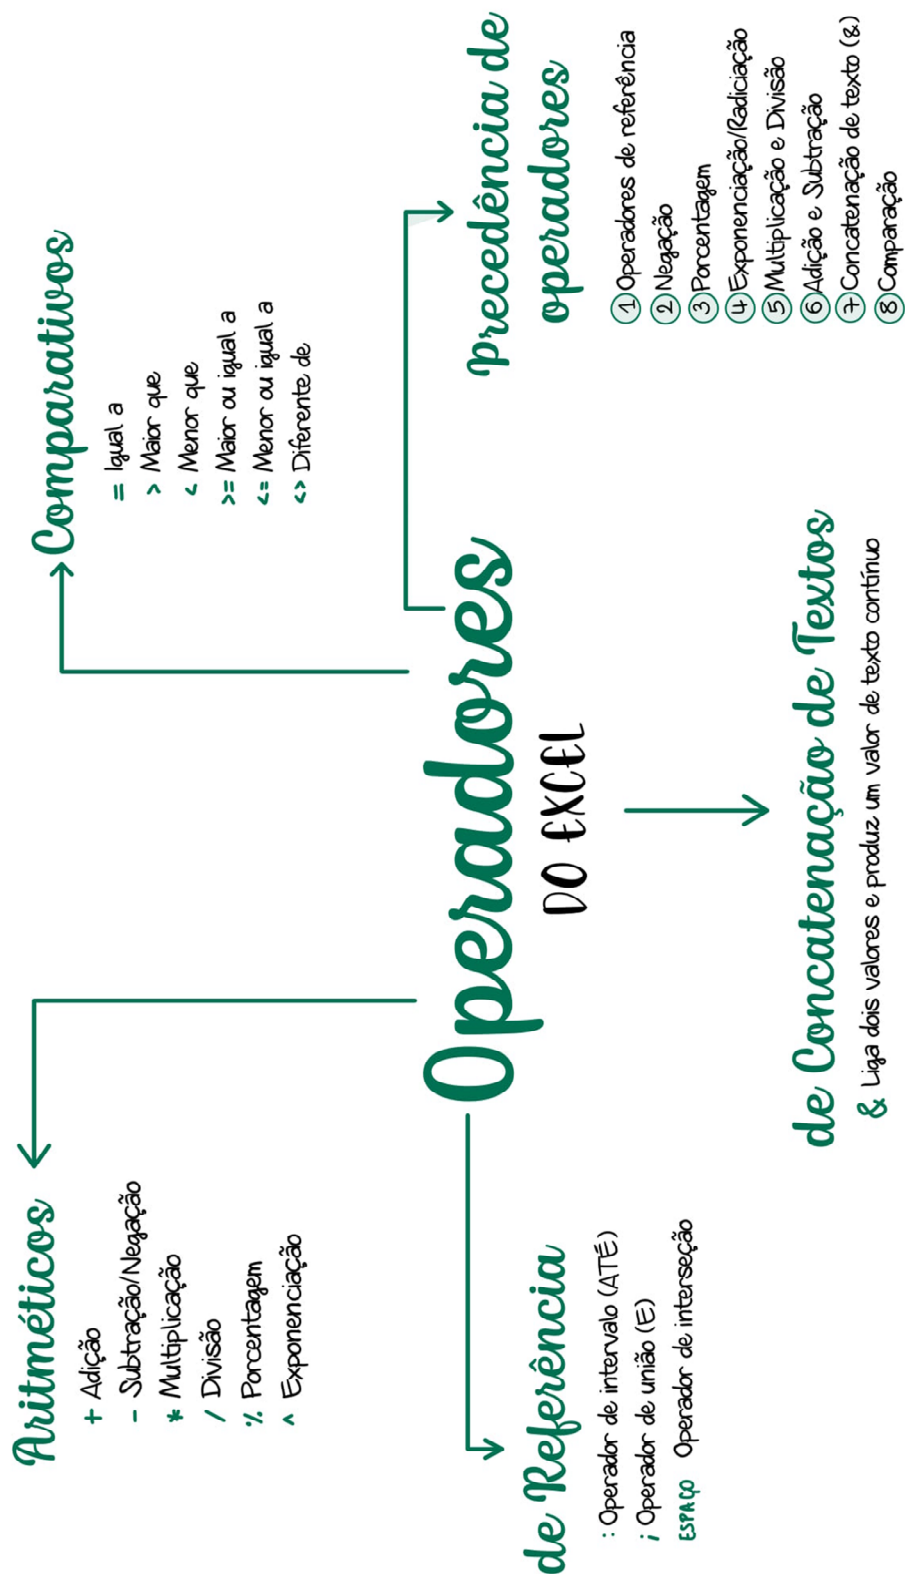 Aritméticos
+ Adição
- Subtração/Negação
* Multiplicação
/ Divisão
% Porcentagem
^ Exponenciação
Comparativos
= Igual a
> Maior que
< Menor que
>= Maior ou igual a
<= Menor ou igual a
<> Diferente de
Operadores
DO EXCEL
de Referência
: Operador de intervalo (ATÉ)
; Operador de união (E)
ESPAÇO Operador de interseção
de Concatenação de Textos
& Liga dois valores e produz um valor de texto contínuo
Precedência de
operadores
1 Operadores de referência
2 Negação
3 Porcentagem
4 Exponenciação/Radiciação
5 Multiplicação e Divisão
6 Adição e Subtração
7 Concatenação de texto (&)
8 Comparação